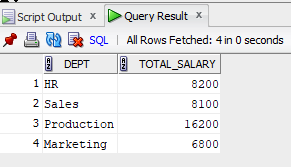 Script Output × Query Result ×
SQL | All Rows Fetched: 4 in 0 seconds
DEPT TOTAL_SALARY
1 HR 8200
2 Sales 8100
3 Production 16200
4 Marketing 6800